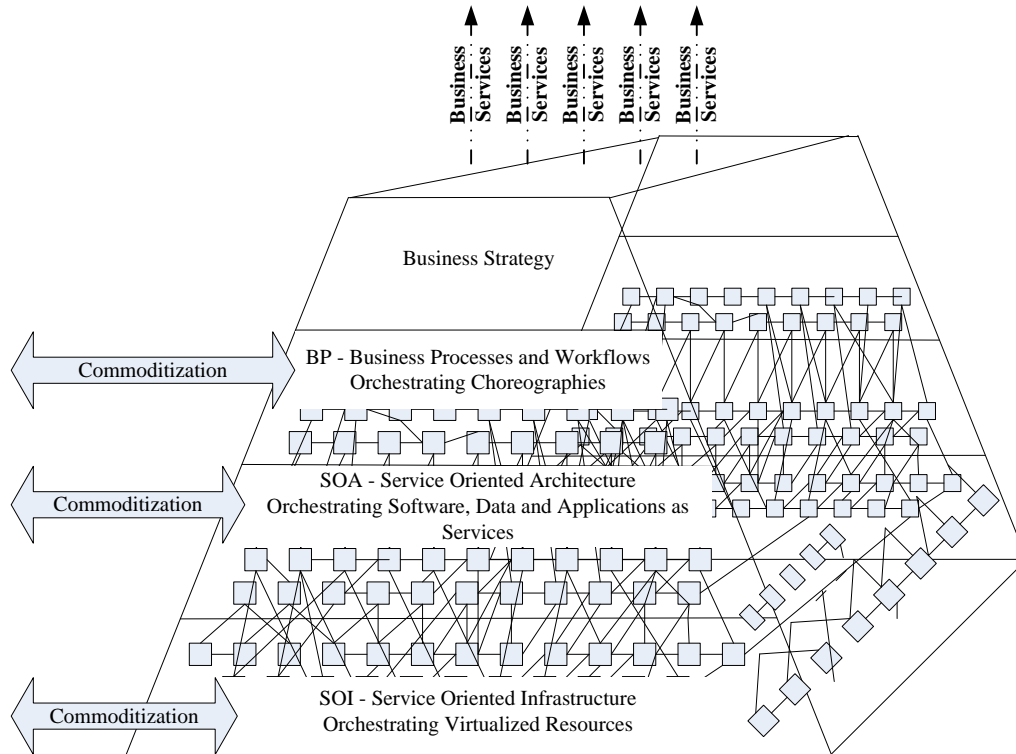 Business
Services
Business
Services
Business
Services
Business
Services
Business
Services
Business Strategy
BP - Business Processes and Workflows
Orchestrating Choreographies
Commoditization
SOA - Service Oriented Architecture
Orchestrating Software, Data and Applications as
Services
Commoditization
SOI - Service Oriented Infrastructure
Orchestrating Virtualized Resources
Commoditization